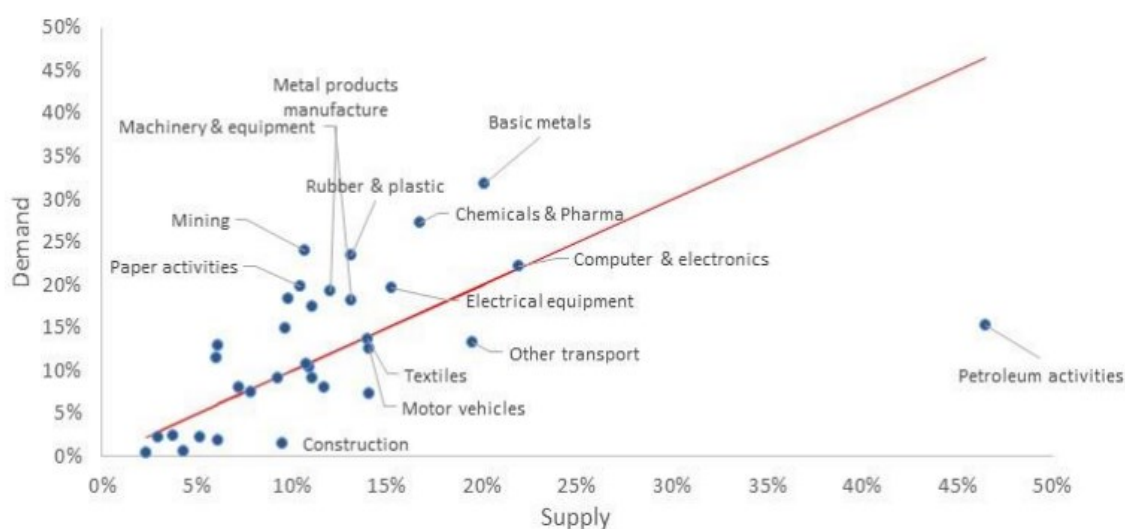 50%
45%
40%
35%
30%
25%
20%
15%
10%
5%
0%
Demand
Metal products
manufacture
Machinery & equipment
Basic metals
Rubber & plastic
Chemicals & Pharma
Mining
Computer & electronics
Paper activities
Electrical equipment
Other transport
Textiles
Petroleum activities
Motor vehicles
Construction
0% 5% 10% 15% 20% 25% 30% 35% 40% 45% 50%
Supply